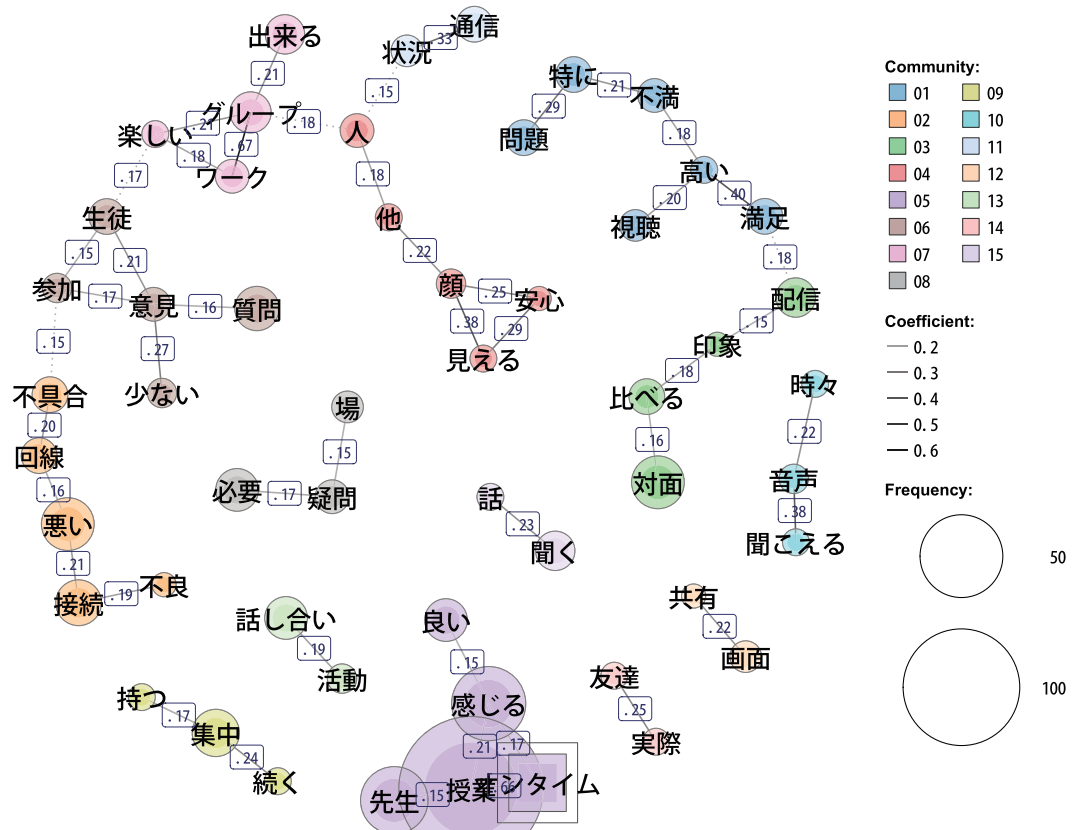 出来る
通信
状況
.33
.21
.15
グループ
.21
.18
人
楽しい
.18
.67
ワーク
.17
.18
生徒
他
.15
.21
.22
参加
.17
意見
.16
質問
顔
.25
安心
.38
.29
見える
.15
.27
不具合
少ない
.20
回線
.16
悪い
.21
接続
.19
不良
特に
.21
不満
.29
問題
.18
高い
.20
.40
視聴
満足
.18
配信
.15
印象
.18
比べる
.16
対面
時々
.22
音声
.38
聞こえる
場
.15
必要
.17
疑問
話
.23
聞く
話し合い
.19
活動
良い
.15
感じる
.21
.17
先生
.15
授業
.66
ンタイム
共有
.22
画面
友達
.25
実際
持つ
.17
集中
.24
続く
Community:
01
09
02
10
03
11
04
12
05
13
06
14
07
15
08
Coefficient:
0.2
0.3
0.4
0.5
0.6
Frequency:
50
100